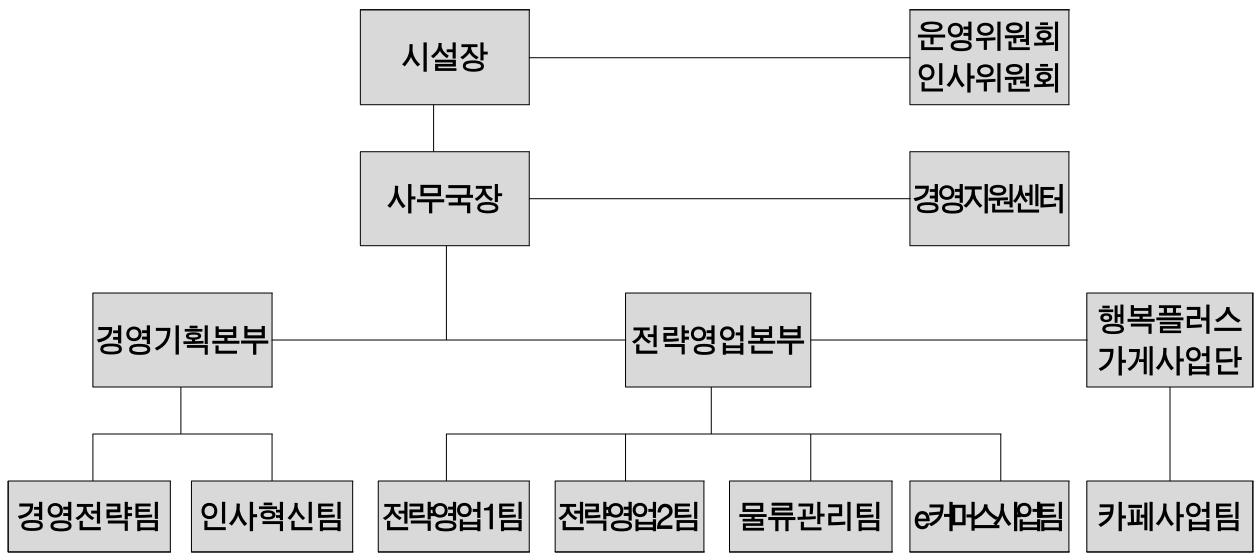 시설장
운영위원회
인사위원회
사무국장
경영지원센터
경영기획본부
전략영업본부
행복플러스
가게사업단
경영전략팀
인사혁신팀
전략영업1팀
전략영업2팀
물류관리팀
e커머스사업팀
카페사업팀